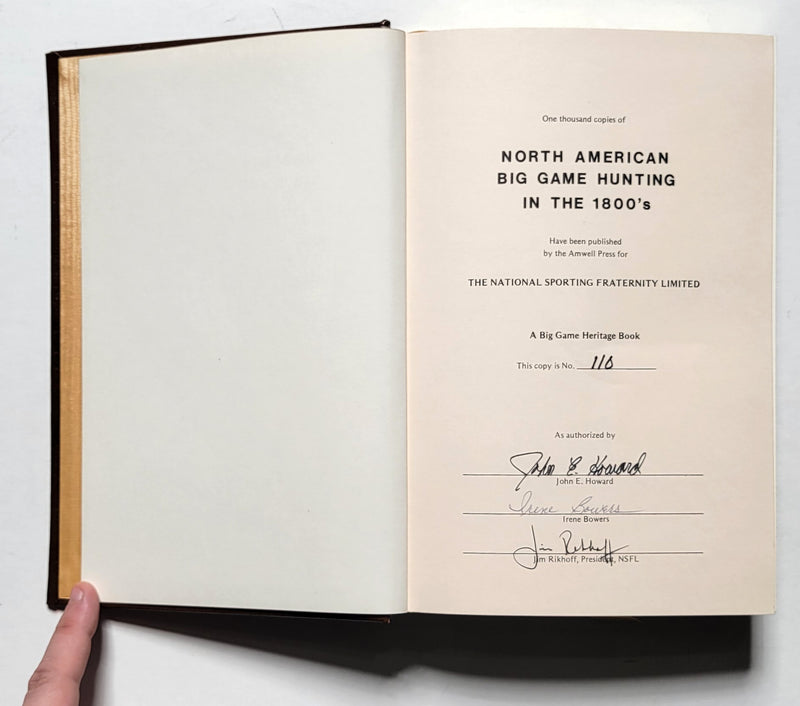 One thousand copies of
NORTH AMERICAN
BIG GAME HUNTING
IN THE 1800's
Have been published
by the Amwell Press for
THE NATIONAL SPORTING FRATERNITY LIMITED
A Big Game Heritage Book
This copy is No. 110
As authorized by
John E. Howard
John E. Howard
Irene Bowers
Irene Bowers
Jim Rikhoff
Jim Rikhoff, President, NSFL